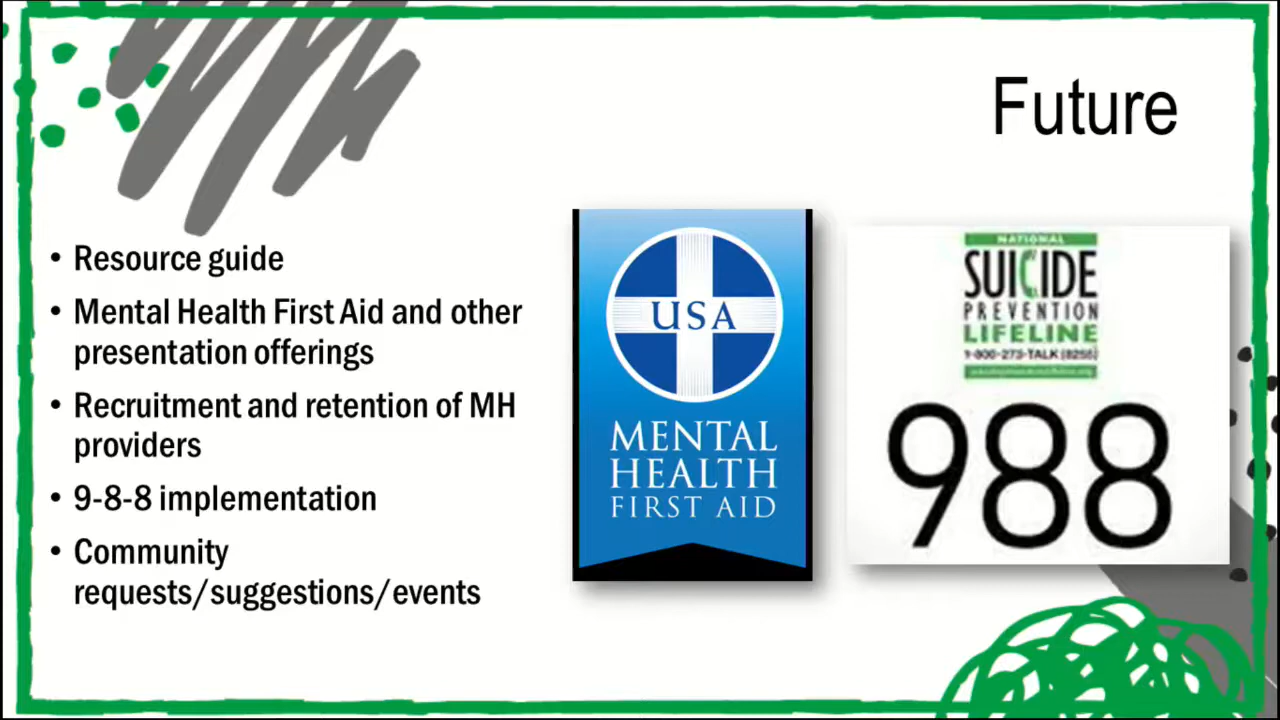 Future
• Resource guide
• Mental Health First Aid and other
presentation offerings
• Recruitment and retention of MH
providers
• 9-8-8 implementation
• Community
requests/suggestions/events
USA
MENTAL
HEALTH
FIRST AID
NATIONAL
SUICIDE
PREVENTION
LIFELINE
1-800-273-TALK (8255)
988